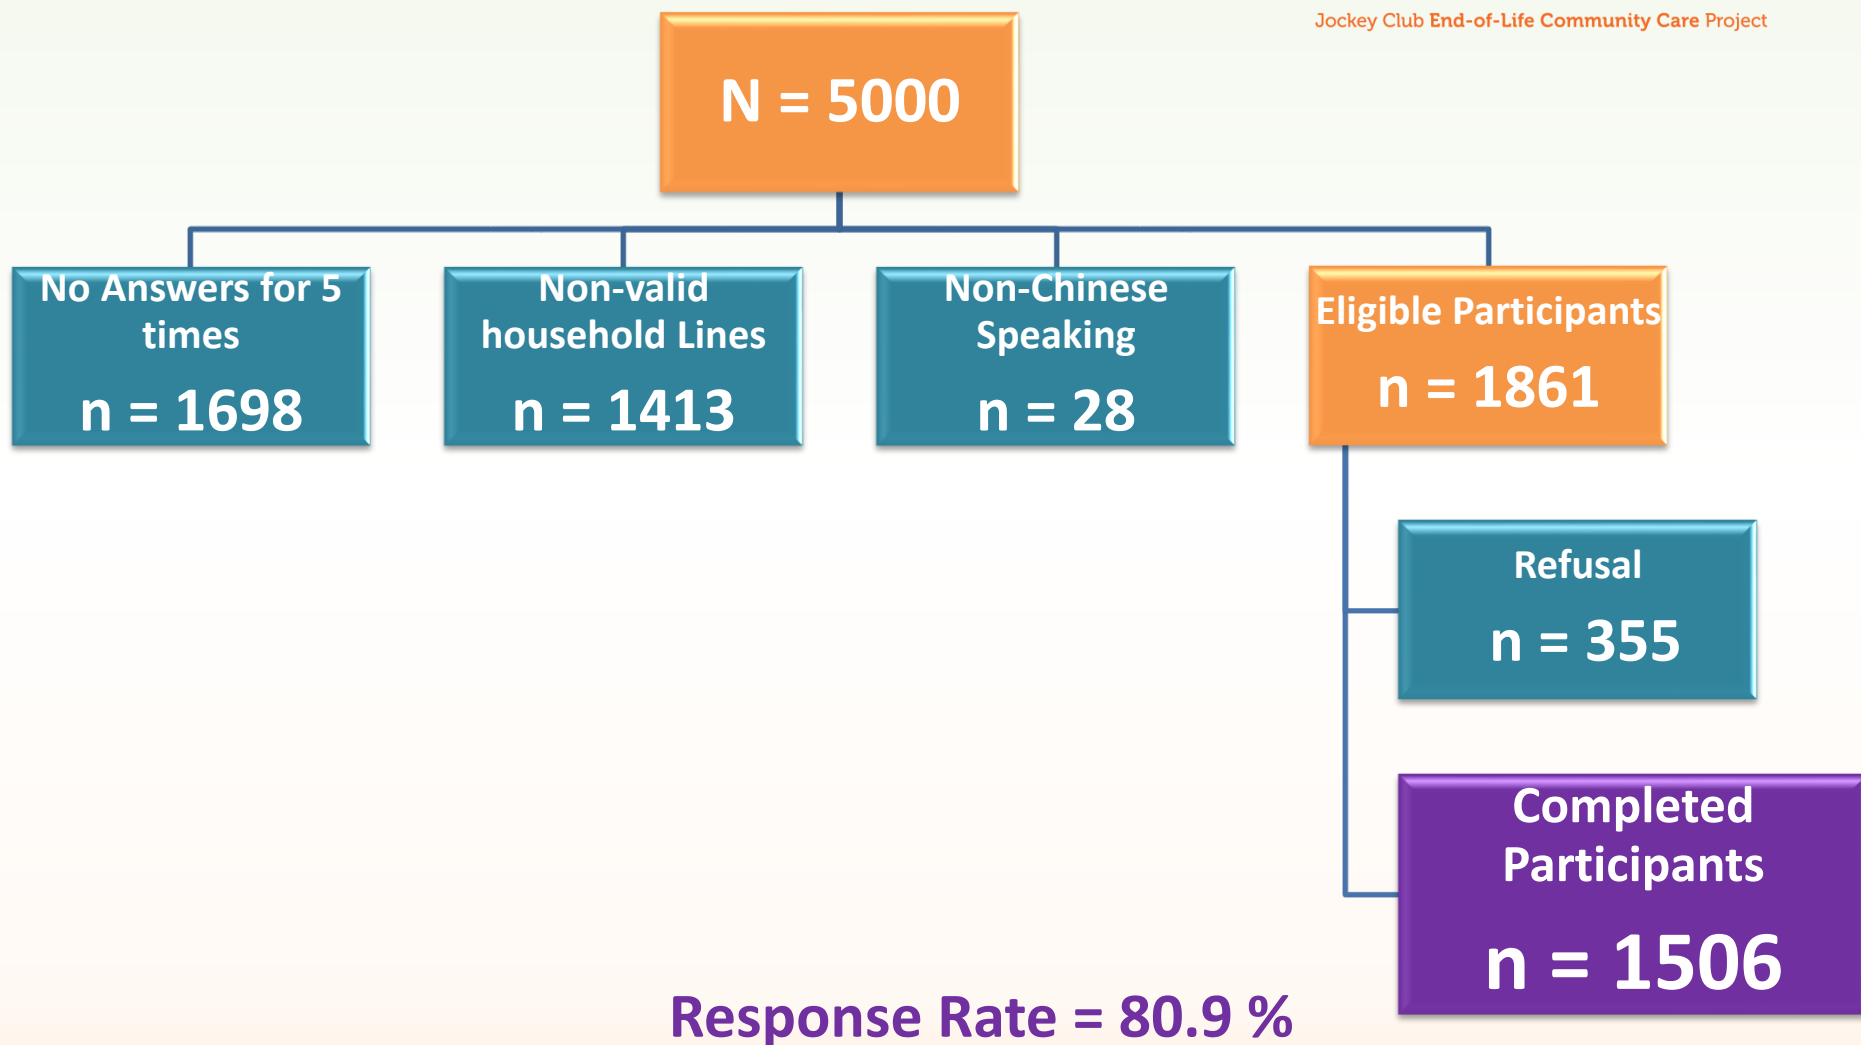 Jockey Club End-of-Life Community Care Project
N = 5000
No Answers for 5
times
n = 1698
Non-valid
household Lines
n = 1413
Non-Chinese
Speaking
n = 28
Eligible Participants
n = 1861
Refusal
n = 355
Completed
Participants
n = 1506
Response Rate = 80.9 %